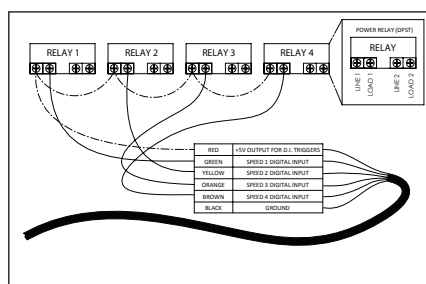 POWER RELAY (DPST)
RELAY 1 RELAY 2 RELAY 3 RELAY 4 RELAY
LINE 1
LOAD 1
LINE 2
LOAD 2
RED +5V OUTPUT FOR D.I. TRIGGERS
GREEN SPEED 1 DIGITAL INPUT
YELLOW SPEED 2 DIGITAL INPUT
ORANGE SPEED 3 DIGITAL INPUT
BROWN SPEED 4 DIGITAL INPUT
BLACK GROUND